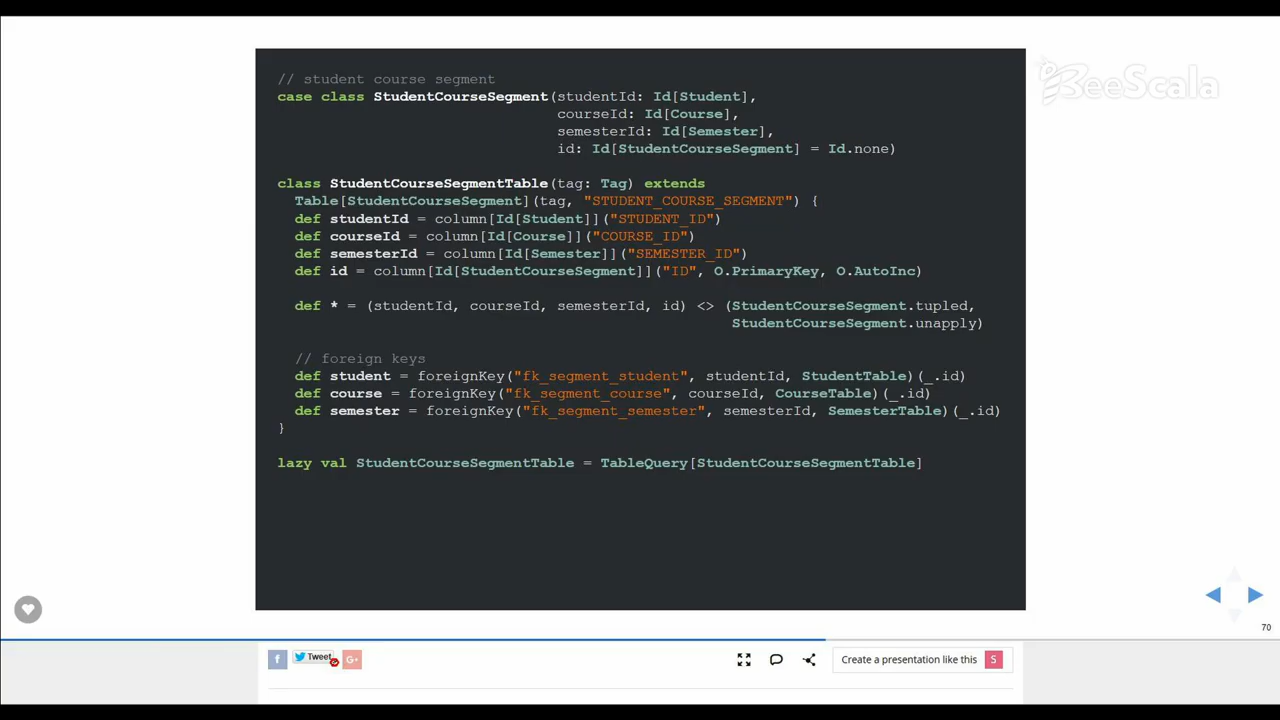 BeeScala
// student course segment
case class StudentCourseSegment(studentId: Id[Student],
courseId: Id[Course],
semesterId: Id[Semester],
id: Id[StudentCourseSegment] = Id.none)
class StudentCourseSegmentTable(tag: Tag) extends
Table[StudentCourseSegment](tag, "STUDENT_COURSE_SEGMENT") {
def studentId = column[Id[Student]]("STUDENT_ID")
def courseId = column[Id[Course]]("COURSE_ID")
def semesterId = column[Id[Semester]]("SEMESTER_ID")
def id = column[Id[StudentCourseSegment]]("ID", O.PrimaryKey, O.AutoInc)
def * = (studentId, courseId, semesterId, id) <> (StudentCourseSegment.tupled,
StudentCourseSegment.unapply)
// foreign keys
def student = foreignKey("fk_segment_student", studentId, StudentTable)(_.id)
def course = foreignKey("fk_segment_course", courseId, CourseTable)(_.id)
def semester = foreignKey("fk_segment_semester", semesterId, SemesterTable)(_.id)
}
lazy val StudentCourseSegmentTable = TableQuery[StudentCourseSegmentTable]
70
f
Tweet
G+
Create a presentation like this
S